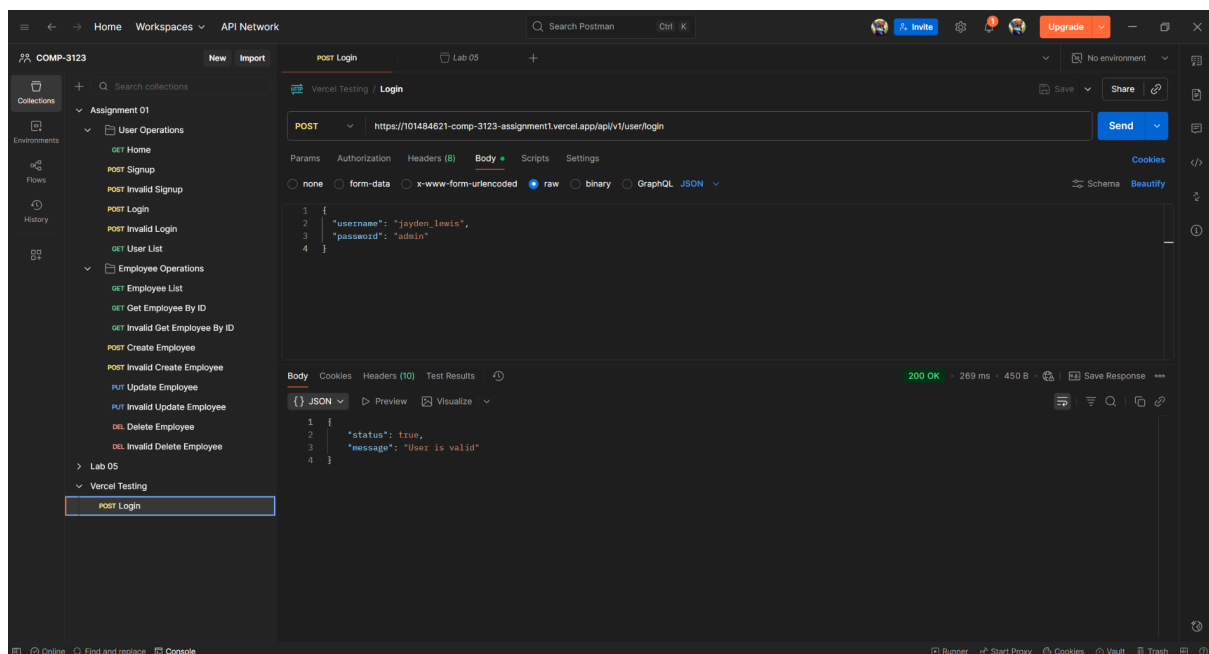 Home Workspaces API Network Search Postman Ctrl K Invite Upgrade
COMP-3123 New Import POST Login Lab 05 No environment
Collections
Environments
Flows
History
Search collections
Assignment 01
User Operations
GET Home
POST Signup
POST Invalid Signup
POST Login
POST Invalid Login
GET User List
Employee Operations
GET Employee List
GET Get Employee By ID
GET Invalid Get Employee By ID
POST Create Employee
POST Invalid Create Employee
PUT Update Employee
PUT Invalid Update Employee
DEL Delete Employee
DEL Invalid Delete Employee
Lab 05
Vercel Testing
POST Login
HTTP Vercel Testing / Login Save Share
POST https://101484621-comp-3123-assignment1.vercel.app/api/v1/user/login Send
Params Authorization Headers (8) Body Scripts Settings Cookies
none form-data x-www-form-urlencoded raw binary GraphQL JSON Schema Beautify
1 {
2 "username": "jayden_lewis",
3 "password": "admin"
4 }
Body Cookies Headers (10) Test Results 200 OK 269 ms 450 B Save Response
{} JSON Preview Visualize
1 {
2 "status": true,
3 "message": "User is valid"
4 }
Online Find and replace Console Runner Start Proxy Cookies Vault Trash